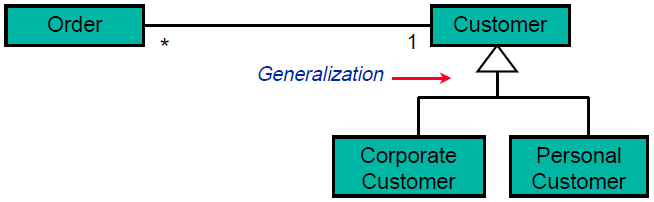 Order
Customer
*
1
Generalization
Corporate
Customer
Personal
Customer